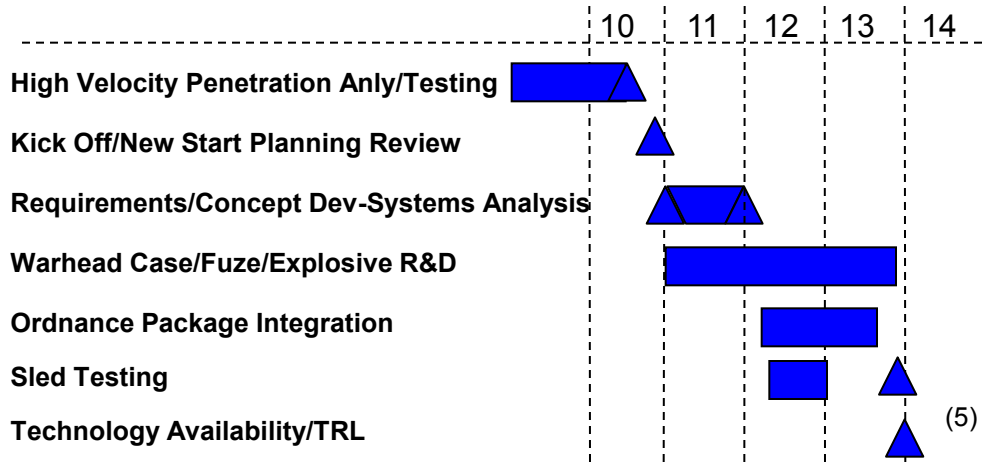 10 11 12 13 14
High Velocity Penetration Anly/Testing
Kick Off/New Start Planning Review
Requirements/Concept Dev-Systems Analysis
Warhead Case/Fuze/Explosive R&D
Ordnance Package Integration
Sled Testing
(5)
Technology Availability/TRL